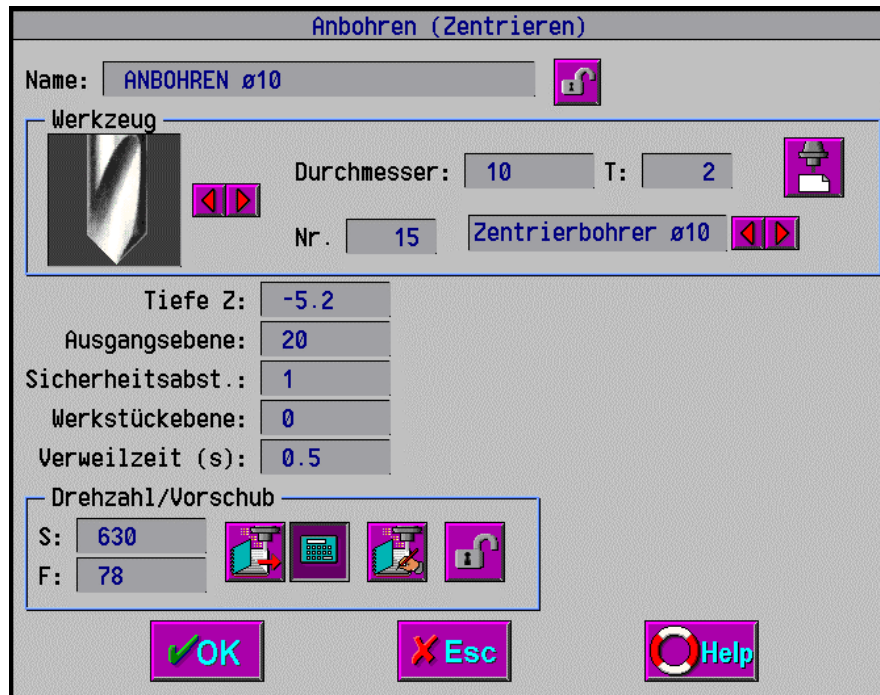 Anbohren (Zentrieren)
Name: ANBOHREN ø10
Werkzeug
Durchmesser: 10 T: 2
Nr. 15 Zentrierbohrer ø10
Tiefe Z: -5.2
Ausgangsebene: 20
Sicherheitsabst.: 1
Werkstückebene: 0
Verweilzeit (s): 0.5
Drehzahl/Vorschub
S: 630
F: 78
OK Esc Help